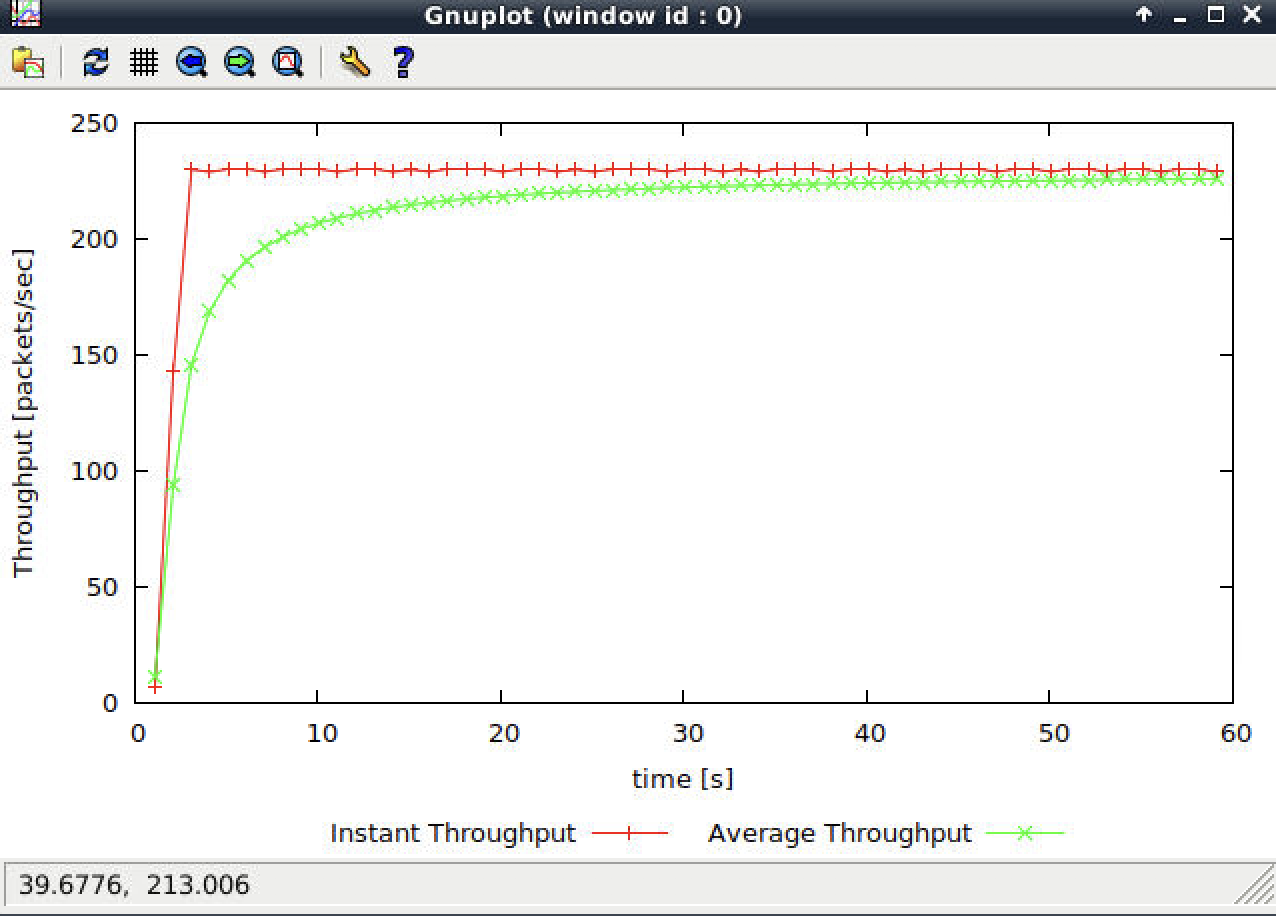 Gnuplot (window id : 0)
250
200
150
100
50
0
Throughput [packets/sec]
0 10 20 30 40 50 60
time [s]
Instant Throughput Average Throughput
39.6776, 213.006